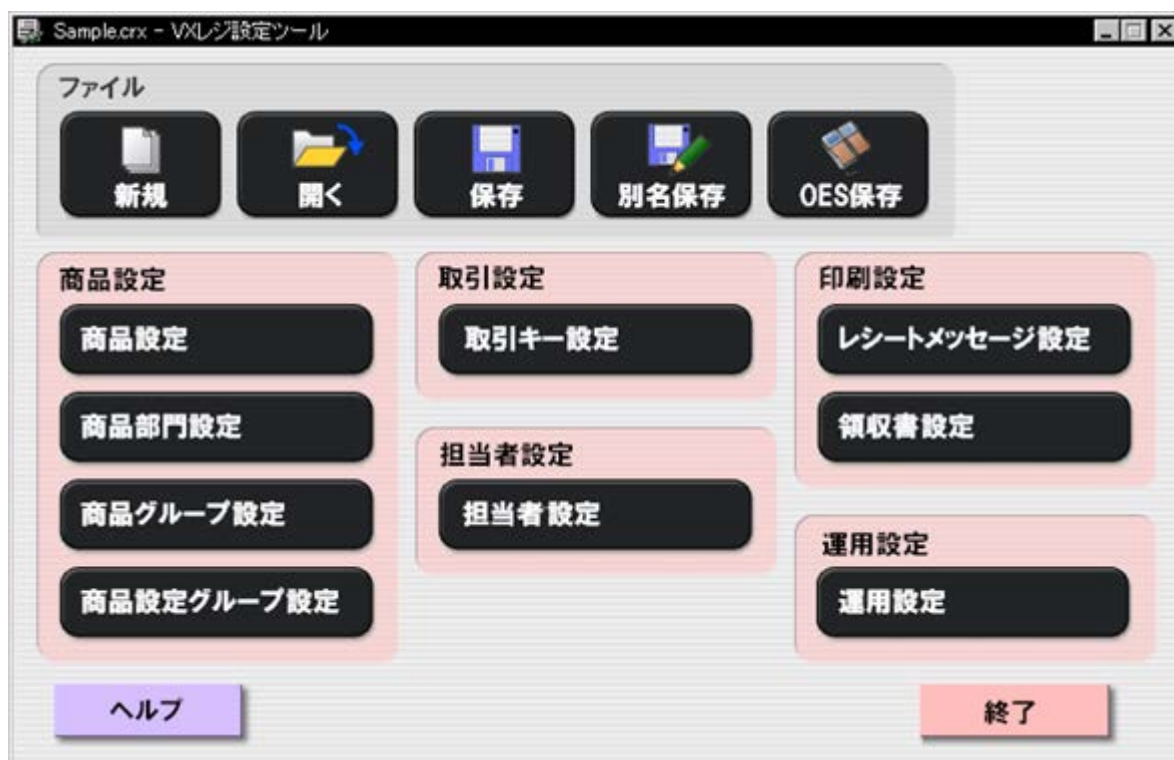 Sample.crx - VXレジ設定ツール
ファイル
新規
開く
保存
別名保存
OES保存
商品設定
商品設定
商品部門設定
商品グループ設定
商品設定グループ設定
取引設定
取引キー設定
担当者設定
担当者設定
印刷設定
レシートメッセージ設定
領収書設定
運用設定
運用設定
ヘルプ
終了